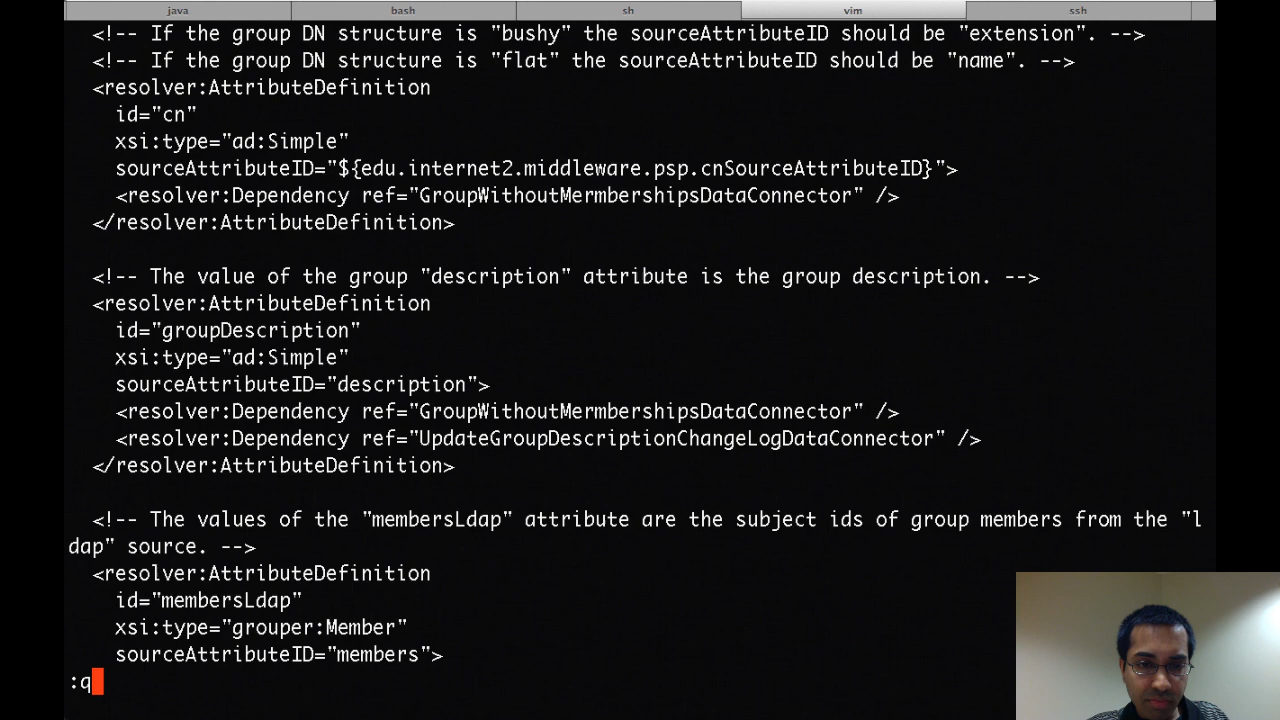 java bash sh vim ssh
<!-- If the group DN structure is "bushy" the sourceAttributeID should be "extension". -->
<!-- If the group DN structure is "flat" the sourceAttributeID should be "name". -->
<resolver:AttributeDefinition
id="cn"
xsi:type="ad:Simple"
sourceAttributeID="${edu.internet2.middleware.psp.cnSourceAttributeID}">
<resolver:Dependency ref="GroupWithoutMermbershipsDataConnector" />
</resolver:AttributeDefinition>
<!-- The value of the group "description" attribute is the group description. -->
<resolver:AttributeDefinition
id="groupDescription"
xsi:type="ad:Simple"
sourceAttributeID="description">
<resolver:Dependency ref="GroupWithoutMermbershipsDataConnector" />
<resolver:Dependency ref="UpdateGroupDescriptionChangeLogDataConnector" />
</resolver:AttributeDefinition>
<!-- The values of the "membersLdap" attribute are the subject ids of group members from the "l
dap" source. -->
<resolver:AttributeDefinition
id="membersLdap"
xsi:type="grouper:Member"
sourceAttributeID="members">
:q